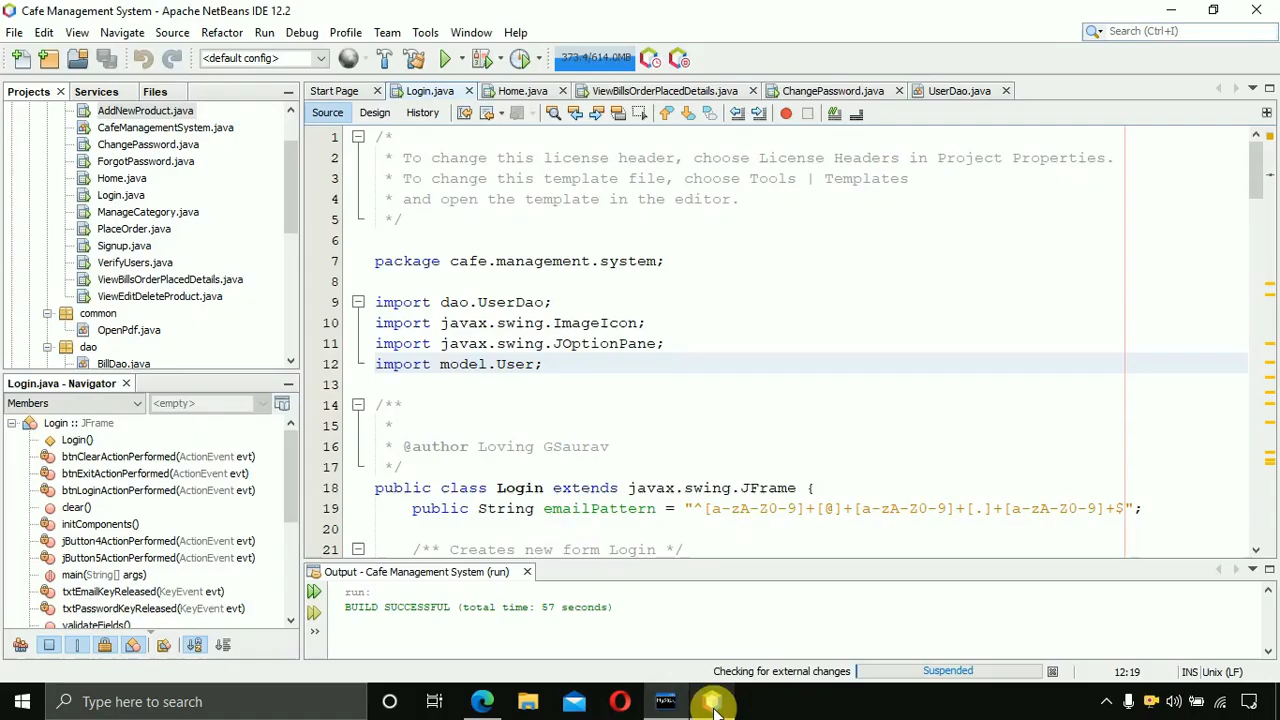 Cafe Management System - Apache NetBeans IDE 12.2
File Edit View Navigate Source Refactor Run Debug Profile Team Tools Window Help
Search (Ctrl+I)
<default config>
373.4/614.0MB
Projects Services Files
Start Page Login.java Home.java ViewBillsOrderPlacedDetails.java ChangePassword.java UserDao.java
Source Design History
AddNewProduct.java
CafeManagementSystem.java
ChangePassword.java
ForgotPassword.java
Home.java
Login.java
ManageCategory.java
PlaceOrder.java
Signup.java
VerifyUsers.java
ViewBillsOrderPlacedDetails.java
ViewEditDeleteProduct.java
common
OpenPdf.java
dao
BillDao.java
Login.java - Navigator
Members <empty>
Login :: JFrame
Login()
btnClearActionPerformed(ActionEvent evt)
btnExitActionPerformed(ActionEvent evt)
btnLoginActionPerformed(ActionEvent evt)
clear()
initComponents()
jButton4ActionPerformed(ActionEvent evt)
jButton5ActionPerformed(ActionEvent evt)
main(String[] args)
txtEmailKeyReleased(KeyEvent evt)
txtPasswordKeyReleased(KeyEvent evt)
validateFields()
1 /*
2 * To change this license header, choose License Headers in Project Properties.
3 * To change this template file, choose Tools | Templates
4 * and open the template in the editor.
5 */
6
7 package cafe.management.system;
8
9 import dao.UserDao;
10 import javax.swing.ImageIcon;
11 import javax.swing.JOptionPane;
12 import model.User;
13
14 /**
15 *
16 * @author Loving GSaurav
17 */
18 public class Login extends javax.swing.JFrame {
19 public String emailPattern = "^[a-zA-Z0-9]+[@]+[a-zA-Z0-9]+[.]+[a-zA-Z0-9]+$";
20
21 /** Creates new form Login */
Output - Cafe Management System (run)
run:
BUILD SUCCESSFUL (total time: 57 seconds)
Checking for external changes Suspended 12:19 INS Unix (LF)
Type here to search